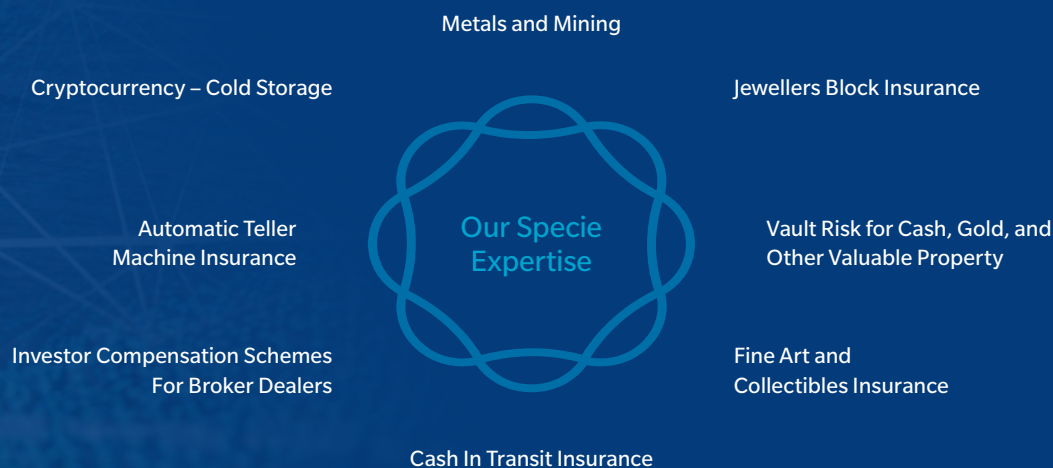 Metals and Mining
Cryptocurrency – Cold Storage
Jewellers Block Insurance
Automatic Teller
Machine Insurance
Our Specie
Expertise
Vault Risk for Cash, Gold, and
Other Valuable Property
Investor Compensation Schemes
For Broker Dealers
Fine Art and
Collectibles Insurance
Cash In Transit Insurance